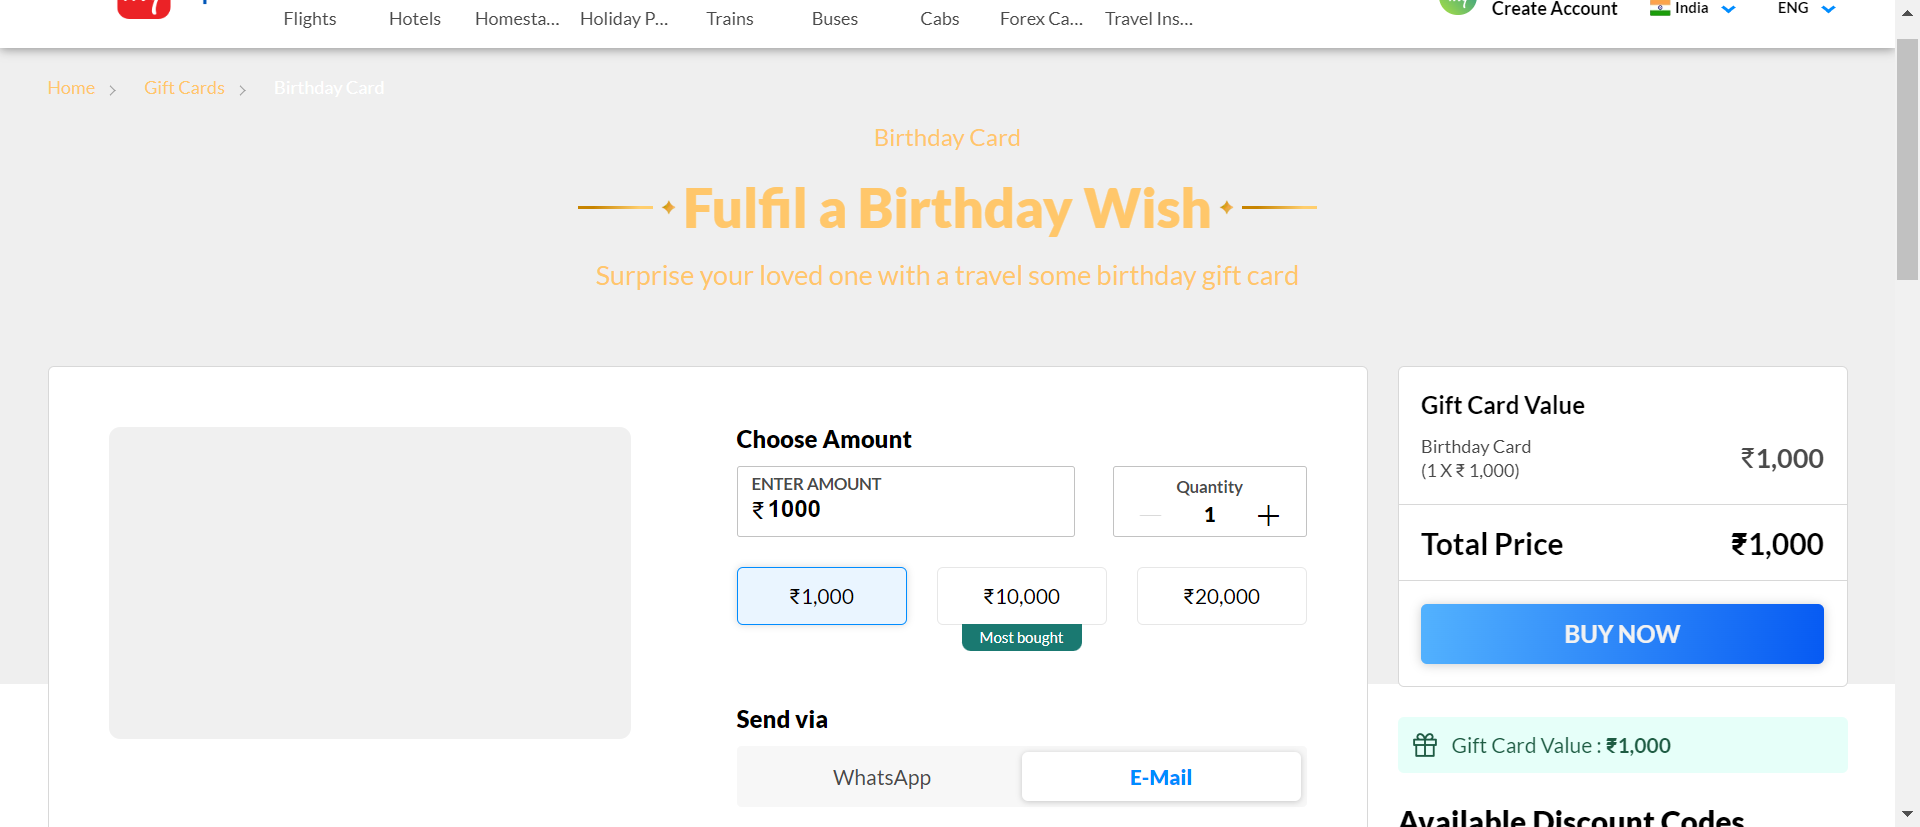 Flights Hotels Homesta... Holiday P... Trains Buses Cabs Forex Ca... Travel Ins...
Create Account India ENG
Home Gift Cards Birthday Card
Birthday Card
Fulfil a Birthday Wish
Surprise your loved one with a travel some birthday gift card
Choose Amount
ENTER AMOUNT
₹ 1000
Quantity
1
₹1,000 ₹10,000 ₹20,000
Most bought
Send via
WhatsApp E-Mail
Gift Card Value
Birthday Card
(1 X ₹ 1,000)
₹1,000
Total Price ₹1,000
BUY NOW
Gift Card Value : ₹1,000
Available Discount Codes